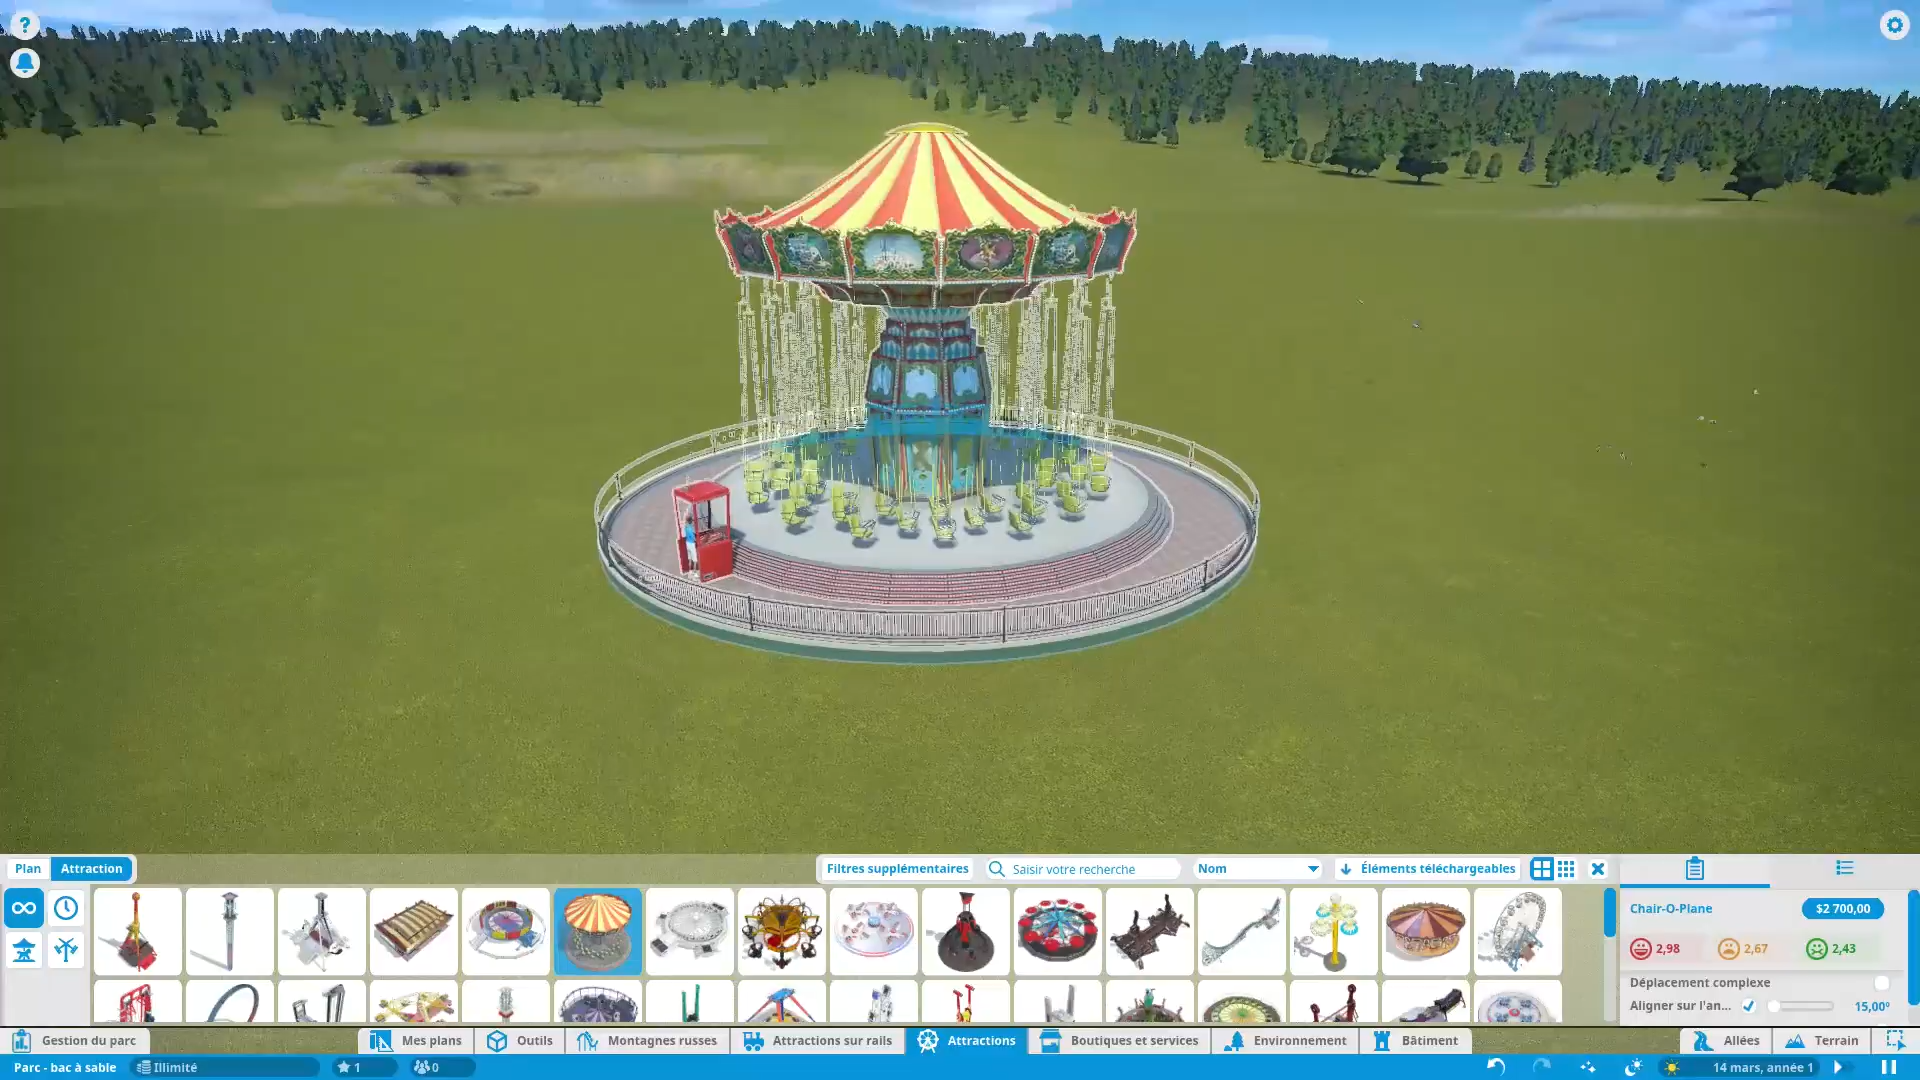 ?
Plan
Attraction
Filtres supplémentaires
Saisir votre recherche
Nom
Éléments téléchargeables
Chair-O-Plane
$2 700,00
2,98
2,67
2,43
Déplacement complexe
Aligner sur l'an...
15,00°
Gestion du parc
Mes plans
Outils
Montagnes russes
Attractions sur rails
Attractions
Boutiques et services
Environnement
Bâtiment
Allées
Terrain
Parc - bac à sable
Illimité
1
0
14 mars, année 1